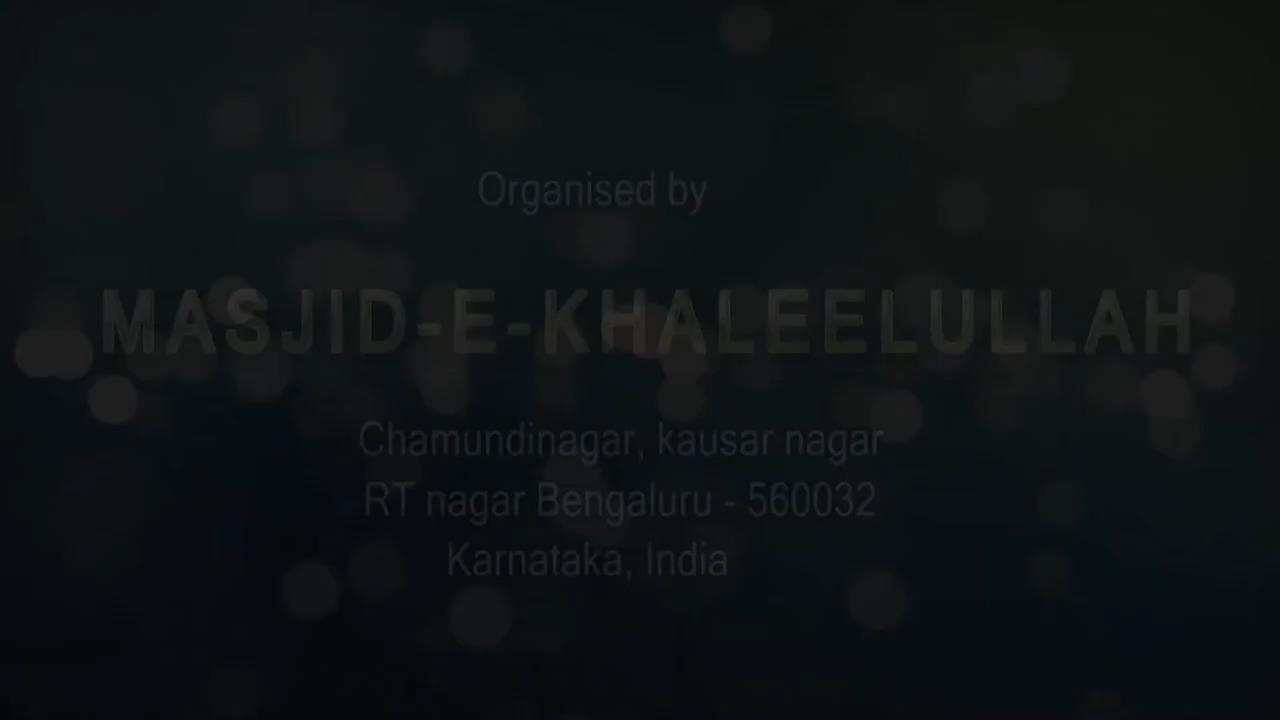 Organised by
MASJID-E-KHALEELULLAH
Chamundinagar, kausar nagar
RT nagar Bengaluru - 560032
Karnataka, India